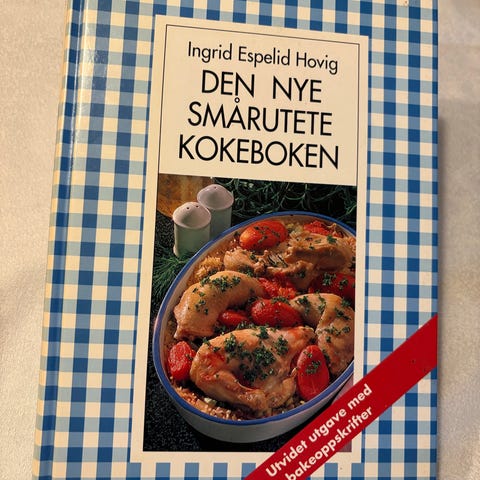 Ingrid Espelid Hovig
DEN NYE
SMÅRUTETE
KOKEBOKEN
Utvidet utgave med
bakeoppskrifter